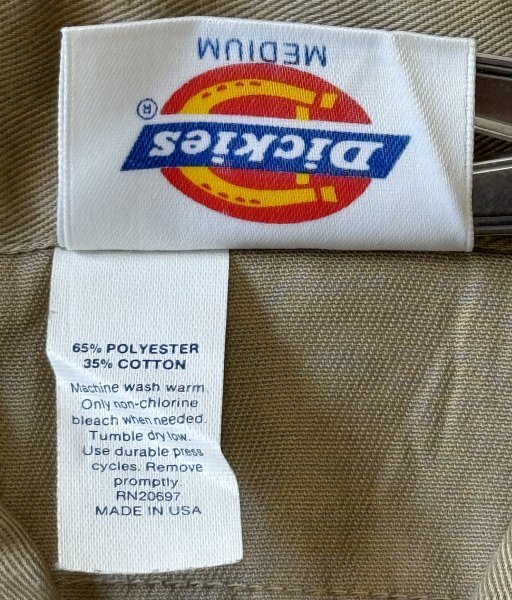 MEDIUM
Dickies
®
65% POLYESTER
35% COTTON
Machine wash warm.
Only non-chlorine
bleach when needed.
Tumble dry low.
Use durable press
cycles. Remove
promptly.
RN20697
MADE IN USA